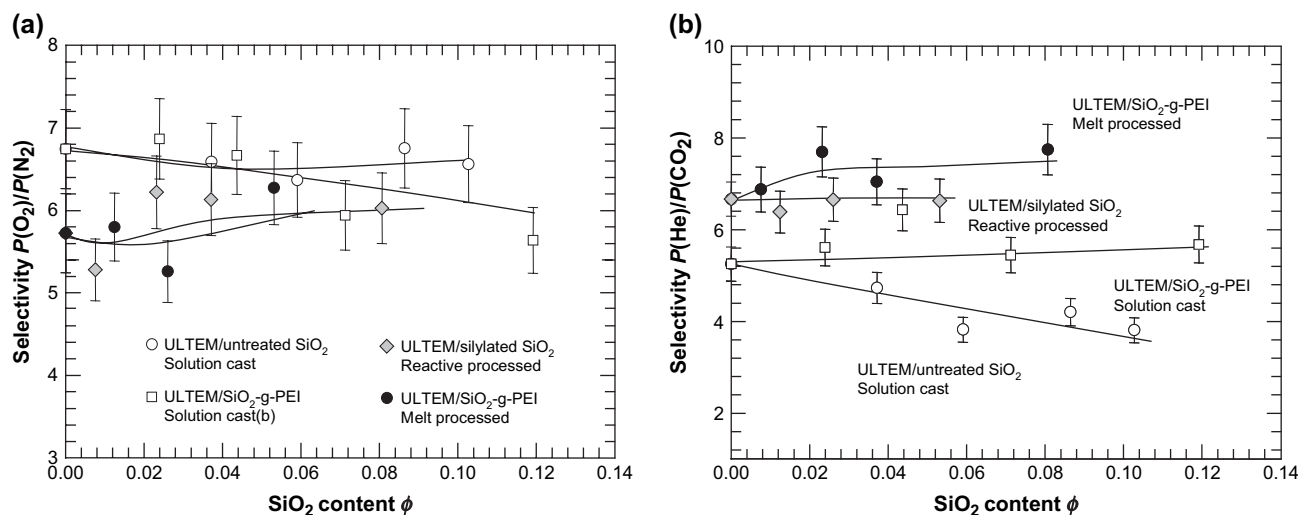 (a)
8
7
6
5
4
3
Selectivity P(O₂)/P(N₂)
ULTEM/untreated SiO₂
Solution cast
ULTEM/SiO₂-g-PEI
Solution cast(b)
ULTEM/silylated SiO₂
Reactive processed
ULTEM/SiO₂-g-PEI
Melt processed
0.00 0.02 0.04 0.06 0.08 0.10 0.12 0.14
SiO₂ content ϕ
(b)
10
8
6
4
2
Selectivity P(He)/P(CO₂)
ULTEM/SiO₂-g-PEI
Melt processed
ULTEM/silylated SiO₂
Reactive processed
ULTEM/SiO₂-g-PEI
Solution cast
ULTEM/untreated SiO₂
Solution cast
0.00 0.02 0.04 0.06 0.08 0.10 0.12 0.14
SiO₂ content ϕ